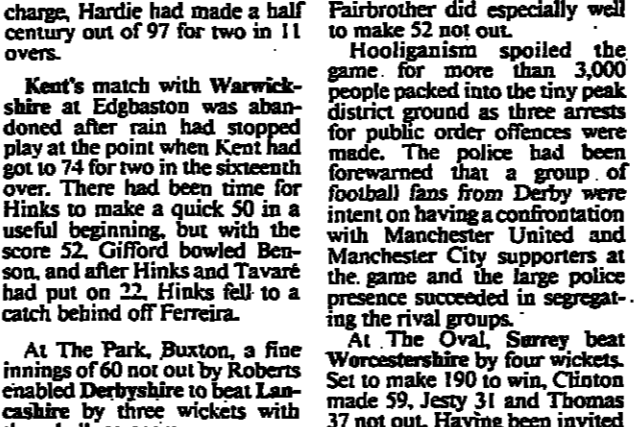 charge, Hardie had made a half
century out of 97 for two in 11
overs.
Kent's match with Warwick-
shire at Edgbaston was aban-
doned after rain had stopped
play at the point when Kent had
got to 74 for two in the sixteenth
over. There had been time for
Hinks to make a quick 50 in a
useful beginning, but with the
score 52, Gifford bowled Ben-
son, and after Hinks and Tavaré
had put on 22, Hinks fell to a
catch behind off Ferreira.
At The Park, Buxton, a fine
innings of 60 not out by Roberts
enabled Derbyshire to beat Lan-
cashire by three wickets with
Fairbrother did especially well
to make 52 not out.
Hooliganism spoiled the
game for more than 3,000
people packed into the tiny peak
district ground as three arrests
for public order offences were
made. The police had been
forewarned that a group of
football fans from Derby were
intent on having a confrontation
with Manchester United and
Manchester City supporters at
the game and the large police
presence succeeded in segregat-
ing the rival groups.
At The Oval, Surrey beat
Worcestershire by four wickets.
Set to make 190 to win, Clinton
made 59, Jesty 31 and Thomas
37 not out. Having been invited